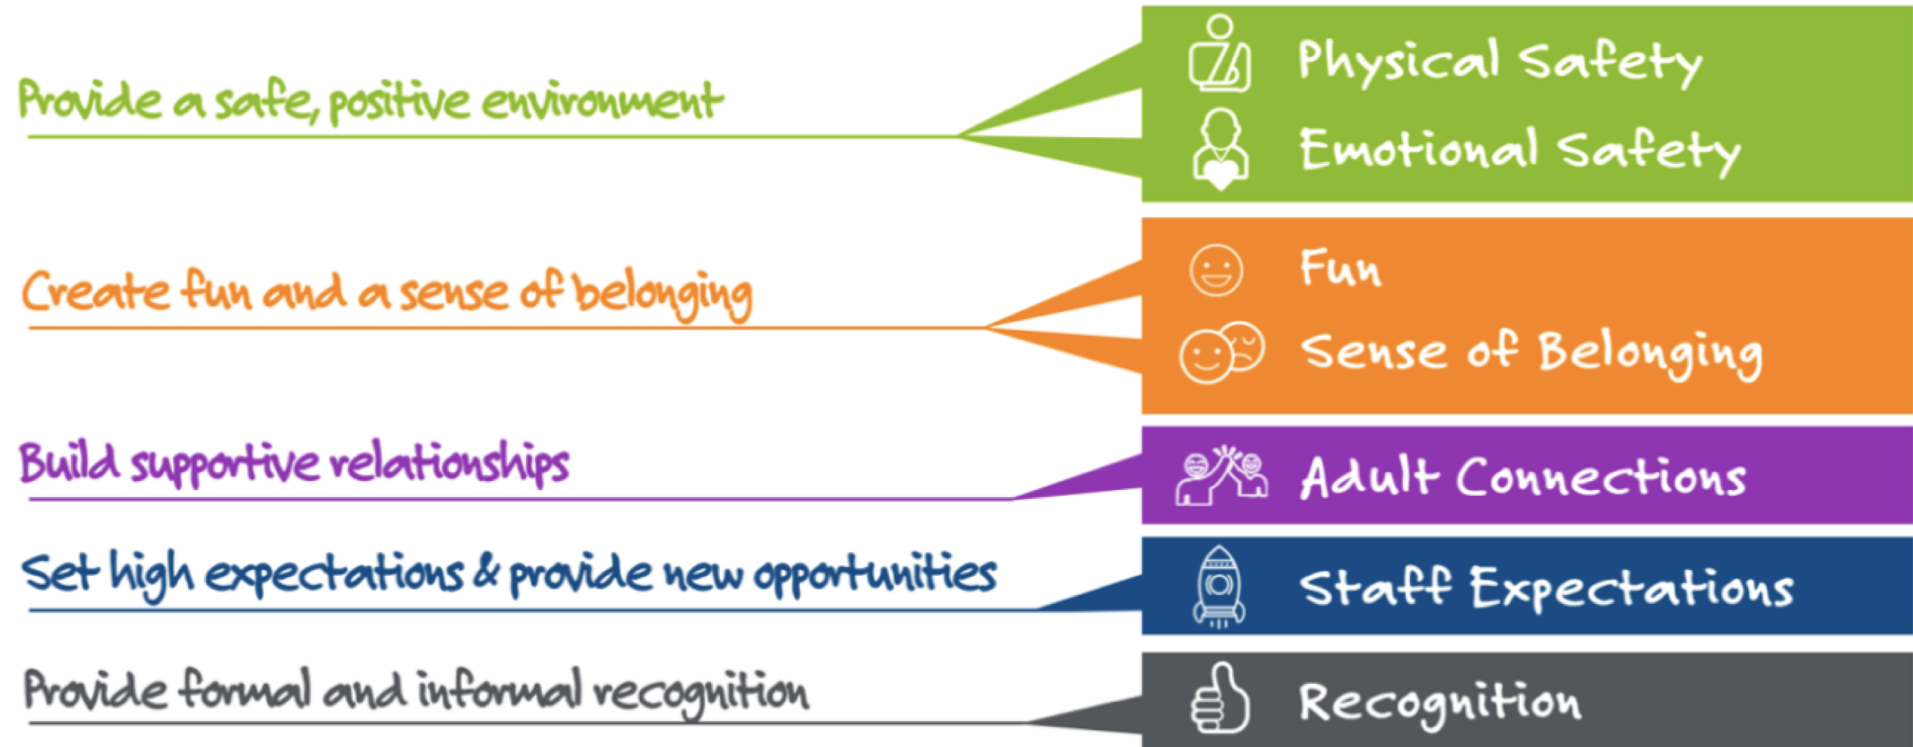 Provide a safe, positive environment
Physical Safety
Emotional Safety
Create fun and a sense of belonging
Fun
Sense of Belonging
Build supportive relationships
Adult Connections
Set high expectations & provide new opportunities
Staff Expectations
Provide formal and informal recognition
Recognition